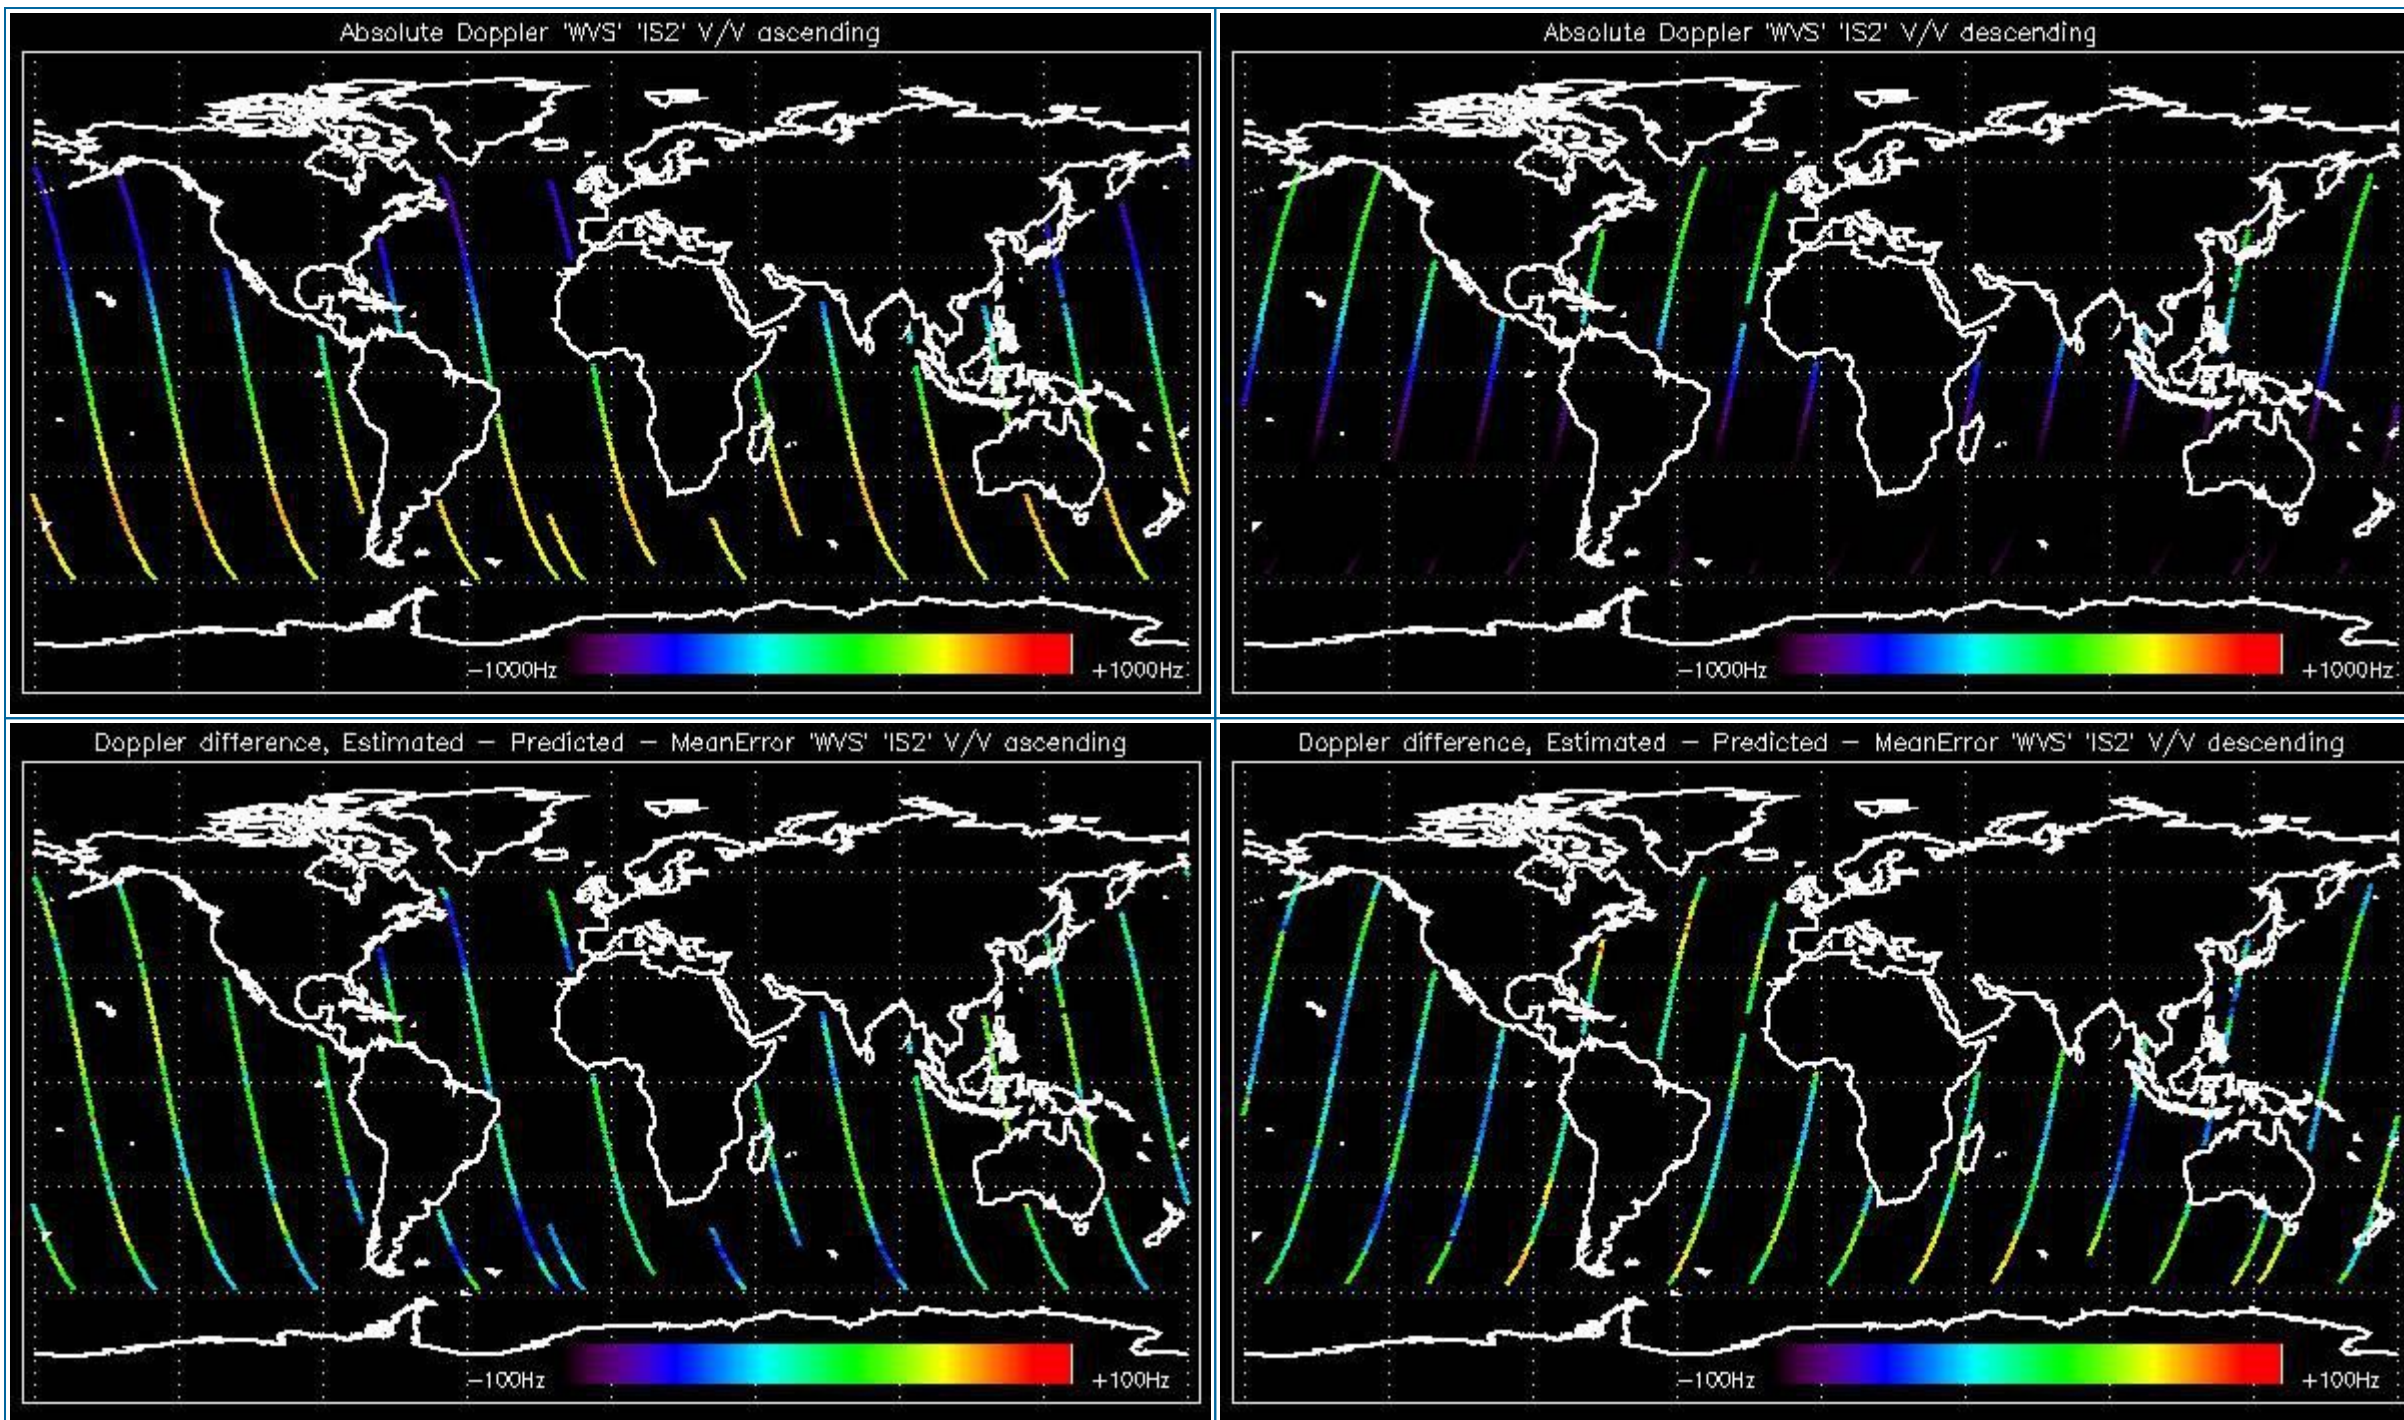 Absolute Doppler 'WVS' 'IS2' V/V ascending
−1000Hz
+1000Hz
Absolute Doppler 'WVS' 'IS2' V/V descending
−1000Hz
+1000Hz
Doppler difference, Estimated − Predicted − MeanError 'WVS' 'IS2' V/V ascending
−100Hz
+100Hz
Doppler difference, Estimated − Predicted − MeanError 'WVS' 'IS2' V/V descending
−100Hz
+100Hz